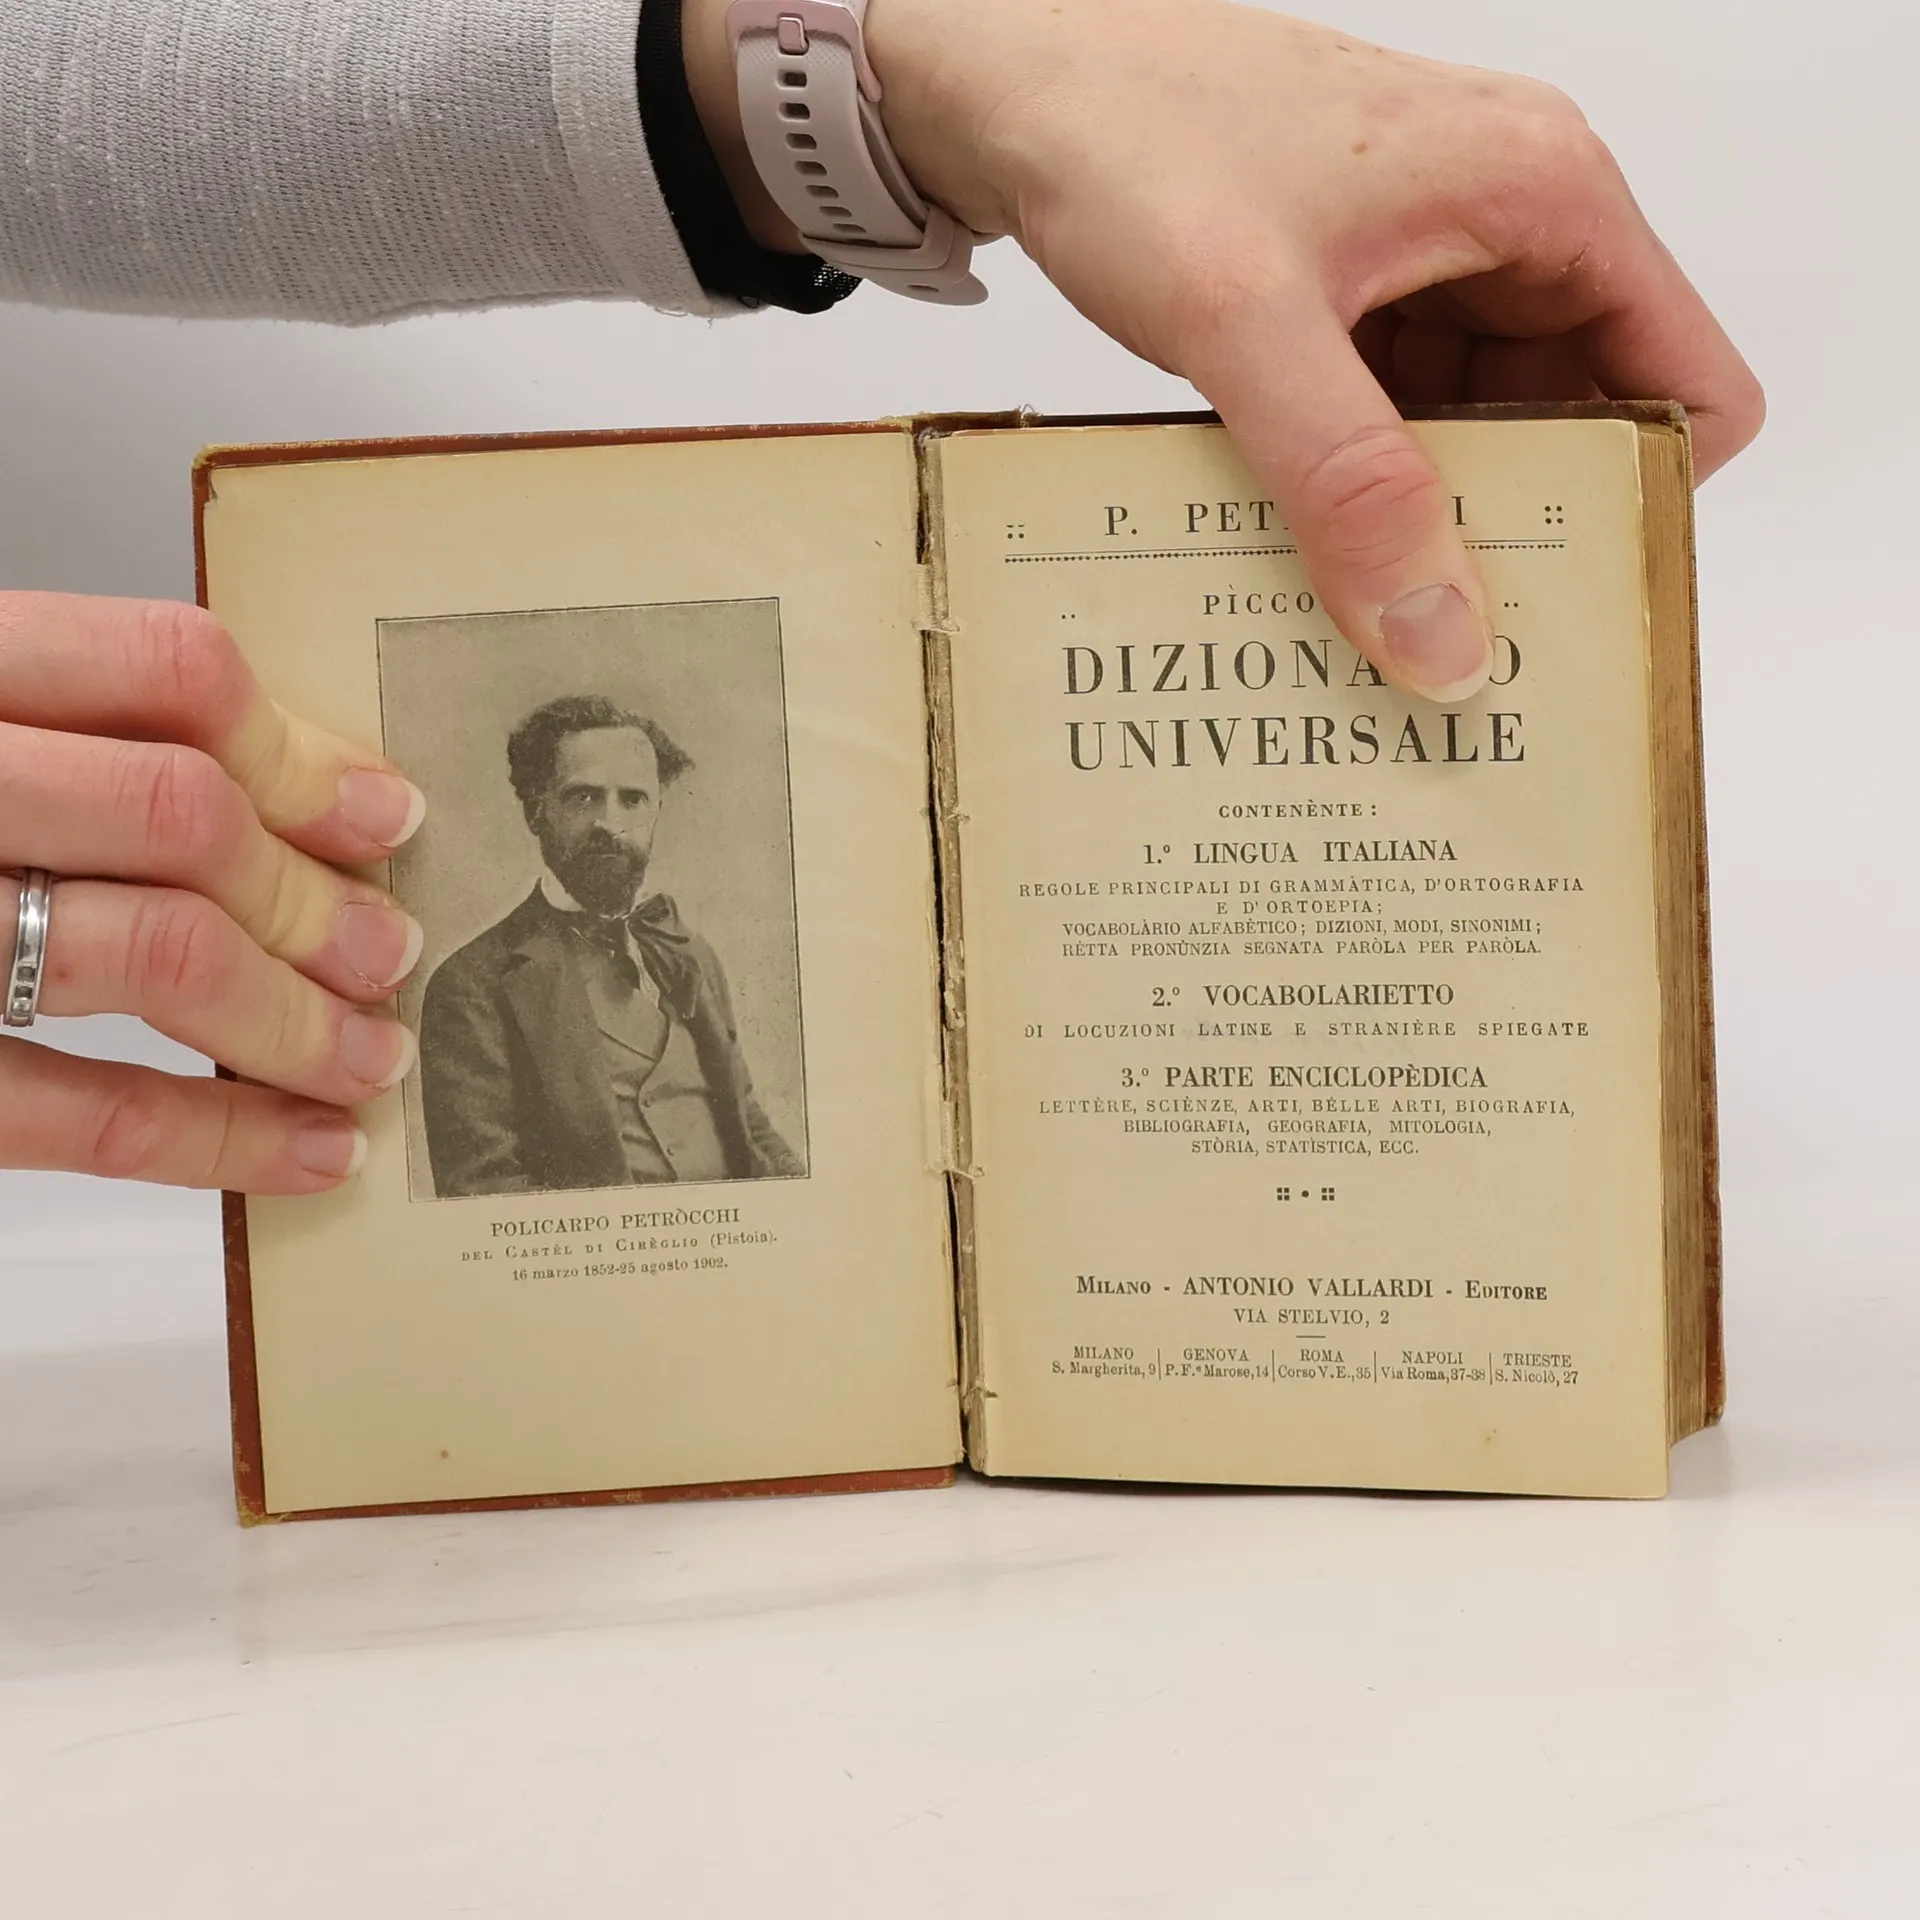 POLICARPO PETRÒCCHI
DEL CASTÈL DI CIRÈGLIO (Pistoia).
16 marzo 1852-25 agosto 1902.
P.
DIZIONA O
UNIVERSALE
CONTENÈNTE:
1.º LINGUA ITALIANA
REGOLE PRINCIPALI DI GRAMMÀTICA, D'ORTOGRAFIA
E D'ORTOEPIA;
VOCABOLÀRIO ALFABÈTICO; DIZIONI, MODI, SINONIMI;
RÈTTA PRONÙNZIA SEGNATA PARÒLA PER PARÒLA.
2.º VOCABOLARIETTO
DI LOCUZIONI LATINE E STRANIÈRE SPIEGATE
3.º PARTE ENCICLOPÈDICA
LETTÈRE, SCIÈNZE, ARTI, BÈLLE ARTI, BIOGRAFIA,
BIBLIOGRAFIA, GEOGRAFIA, MITOLOGIA,
STÒRIA, STATÌSTICA, ECC.
MILANO - ANTONIO VALLARDI - EDITORE
VIA STELVIO, 2
MILANO | GENOVA | ROMA | NAPOLI | TRIESTE
S. Margherita, 9 | P. F.e Marose, 14 | Corso V. E., 35 | Via Roma, 37-38 | S. Nicolò, 27